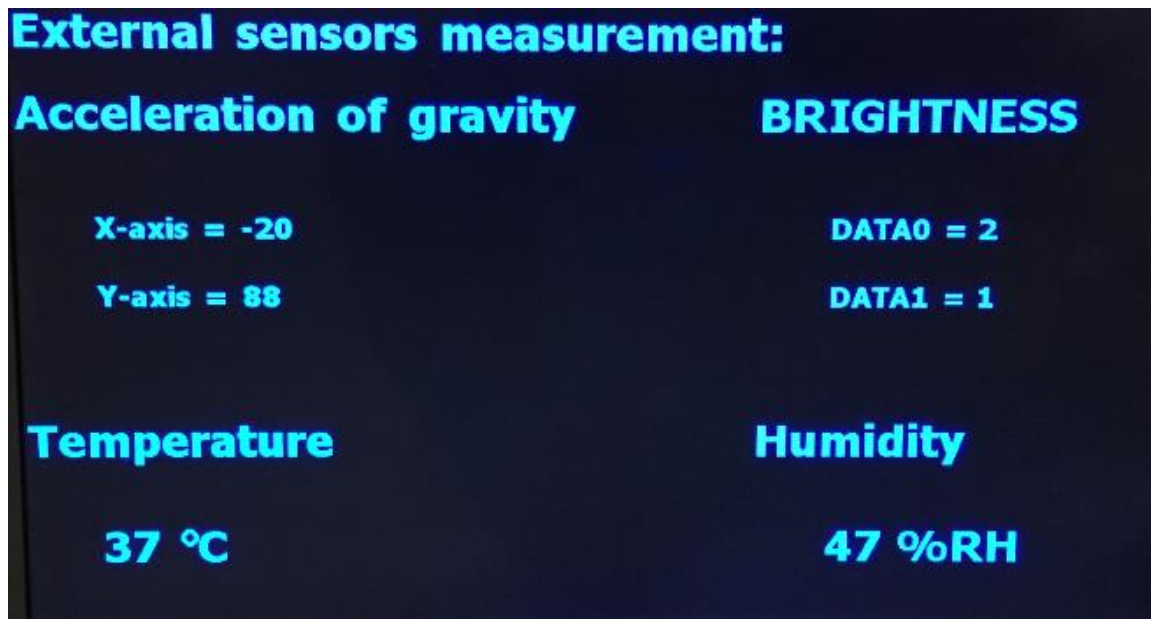 External sensors measurement:
Acceleration of gravity BRIGHTNESS
X-axis = -20 DATA0 = 2
Y-axis = 88 DATA1 = 1
Temperature Humidity
37 °C 47 %RH